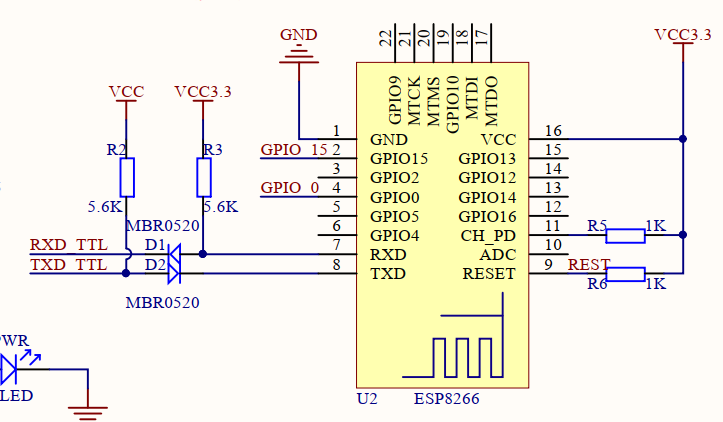 GND
VCC3.3
22
21
20
19
18
17
GPIO9
MTCK
MTMS
GPIO10
MTDI
MTDO
VCC
VCC3.3
R2
R3
5.6K
5.6K
1 GND VCC 16
GPIO 15 2 GPIO15 GPIO13 15
3 GPIO2 GPIO12 14
GPIO 0 4 GPIO0 GPIO14 13
5 GPIO5 GPIO16 12
6 GPIO4 CH_PD 11 R5 1K
7 RXD ADC 10
8 TXD RESET 9 REST
R6 1K
MBR0520
RXD TTL D1
TXD TTL D2
MBR0520
PWR
LED
U2 ESP8266